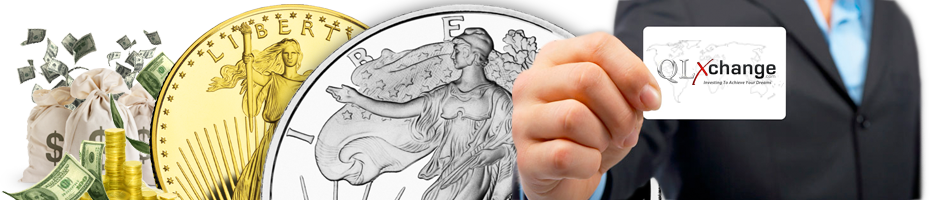 $
$
LIBERTY
I B E
QLXchange
Investing To Achieve Your Dreams